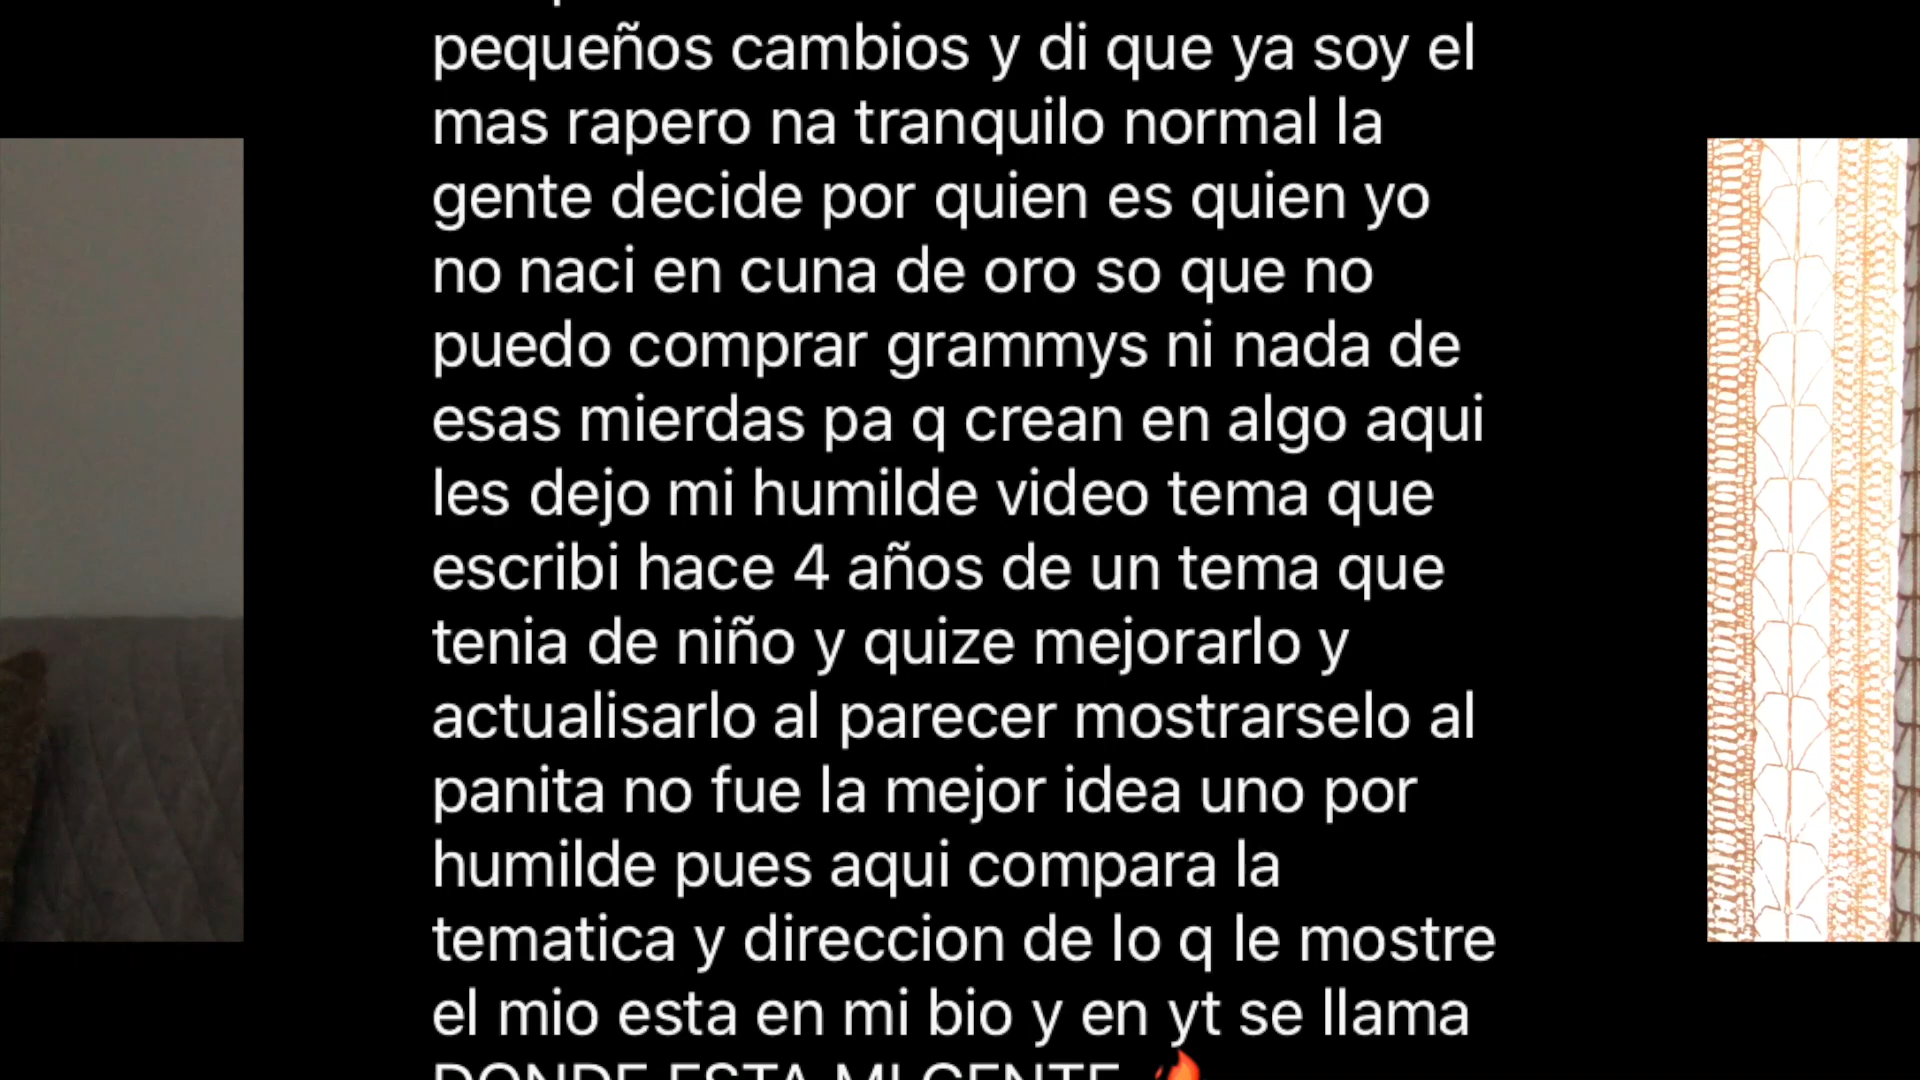 pequeños cambios y di que ya soy el
mas rapero na tranquilo normal la
gente decide por quien es quien yo
no naci en cuna de oro so que no
puedo comprar grammys ni nada de
esas mierdas pa q crean en algo aqui
les dejo mi humilde video tema que
escribi hace 4 años de un tema que
tenia de niño y quize mejorarlo y
actualisarlo al parecer mostrarselo al
panita no fue la mejor idea uno por
humilde pues aqui compara la
tematica y direccion de lo q le mostre
el mio esta en mi bio y en yt se llama
DONDE ESTA MI GENTE 🔥